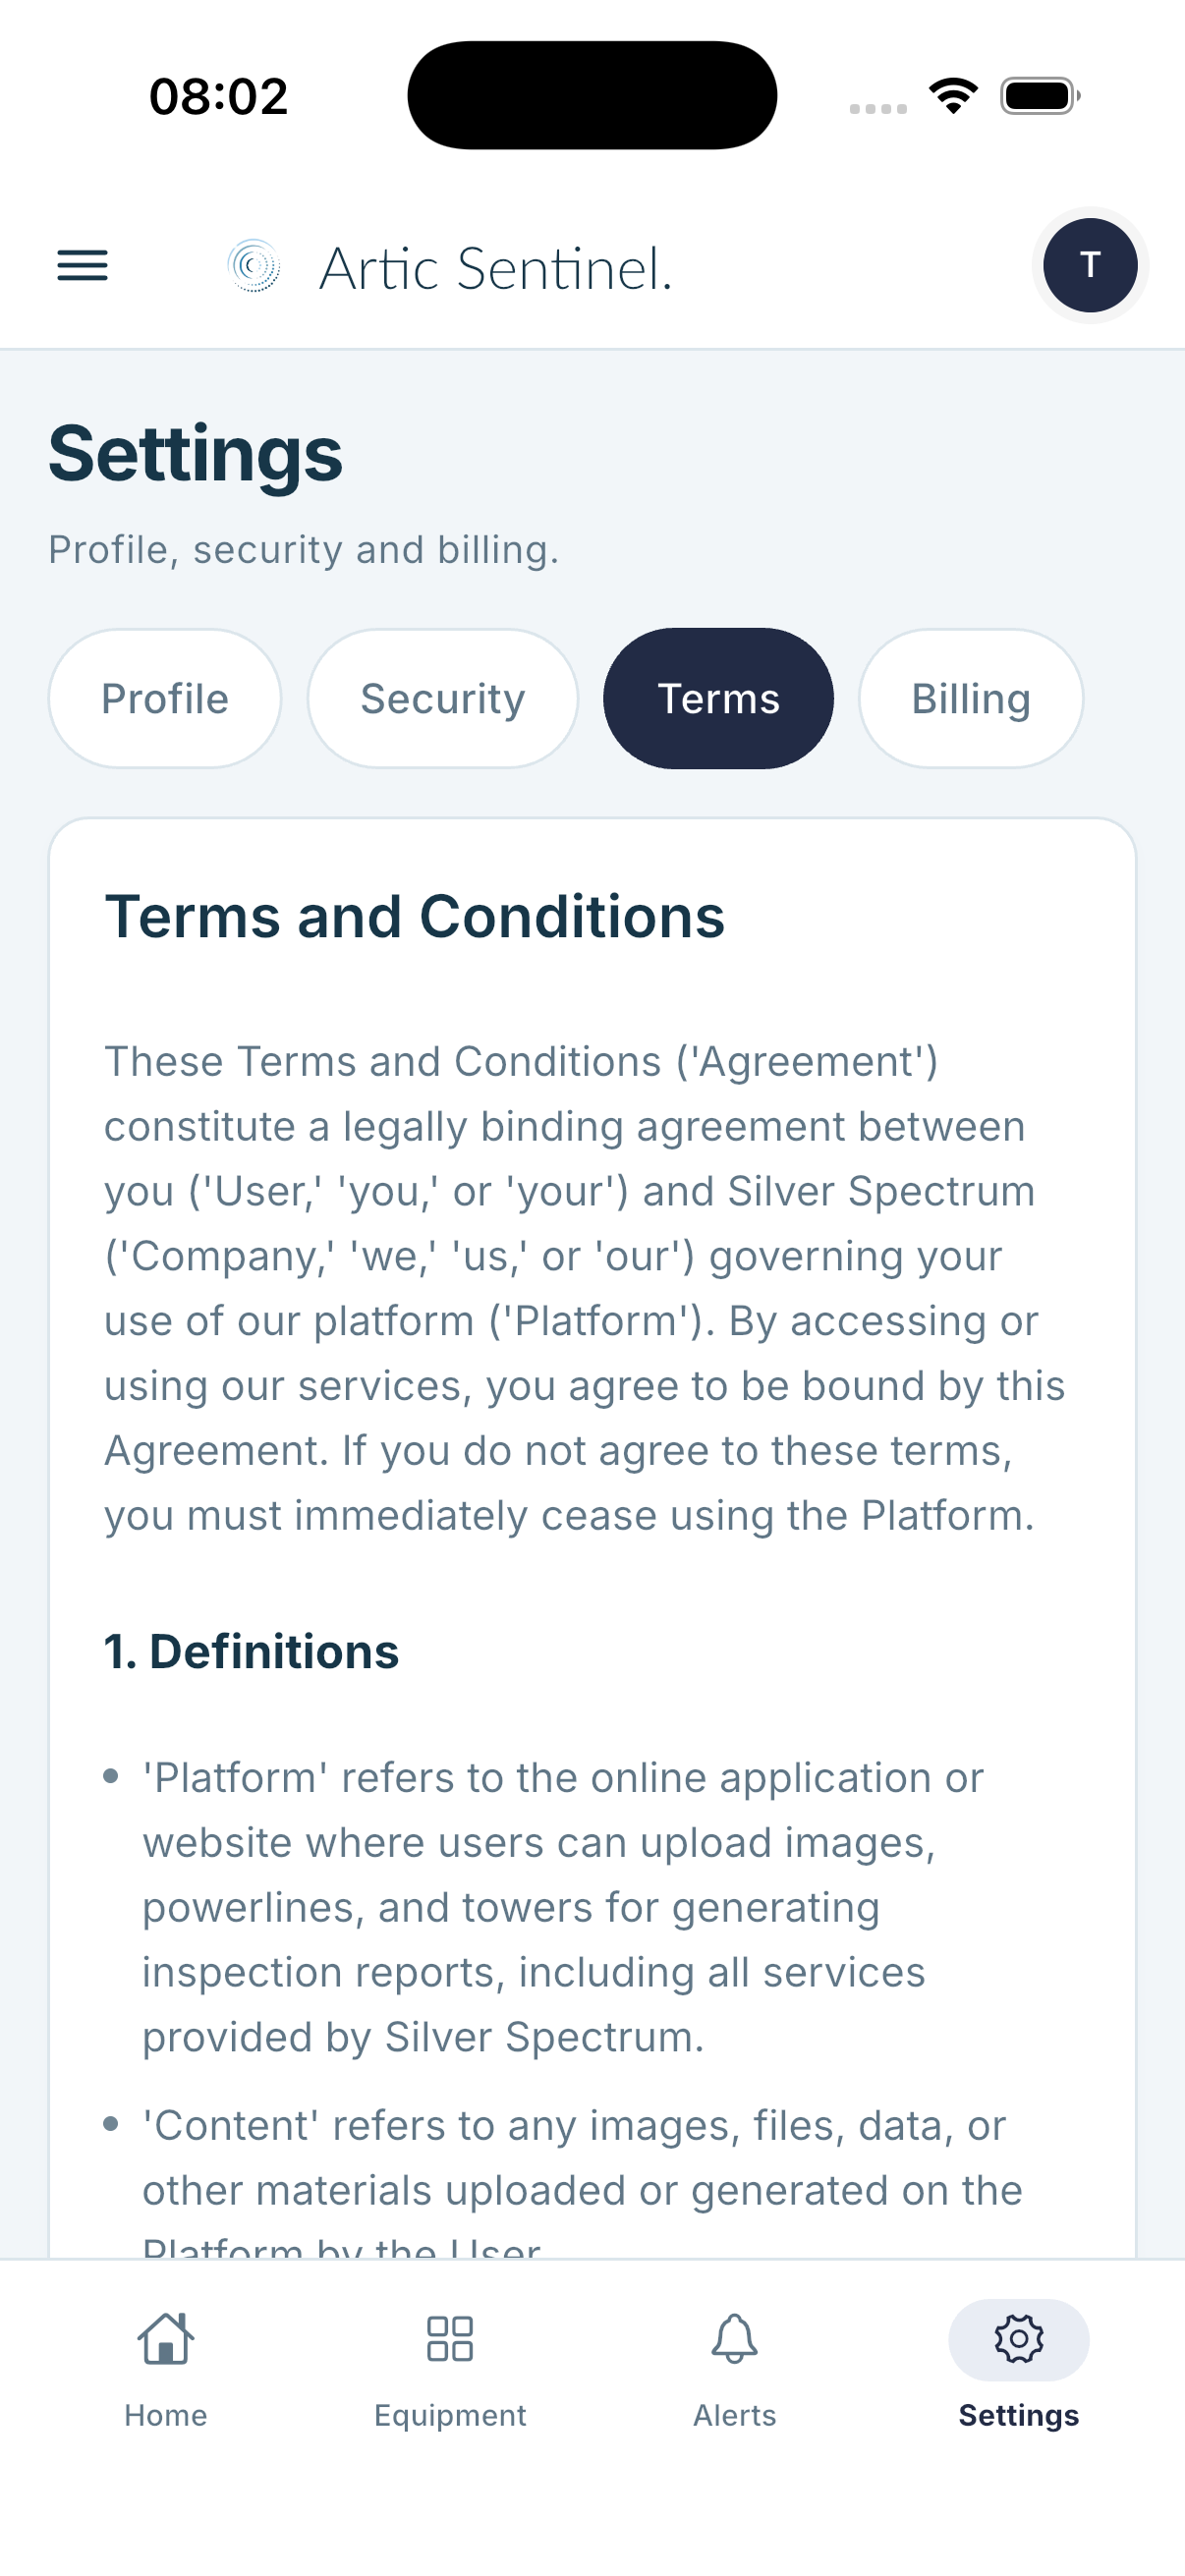 08:02
Artic Sentinel.
T
Settings
Profile, security and billing.
Profile
Security
Terms
Billing
Terms and Conditions
These Terms and Conditions ('Agreement')
constitute a legally binding agreement between
you ('User,' 'you,' or 'your') and Silver Spectrum
('Company,' 'we,' 'us,' or 'our') governing your
use of our platform ('Platform'). By accessing or
using our services, you agree to be bound by this
Agreement. If you do not agree to these terms,
you must immediately cease using the Platform.
1. Definitions
'Platform' refers to the online application or
website where users can upload images,
powerlines, and towers for generating
inspection reports, including all services
provided by Silver Spectrum.
'Content' refers to any images, files, data, or
other materials uploaded or generated on the
Platform by the User
Home
Equipment
Alerts
Settings